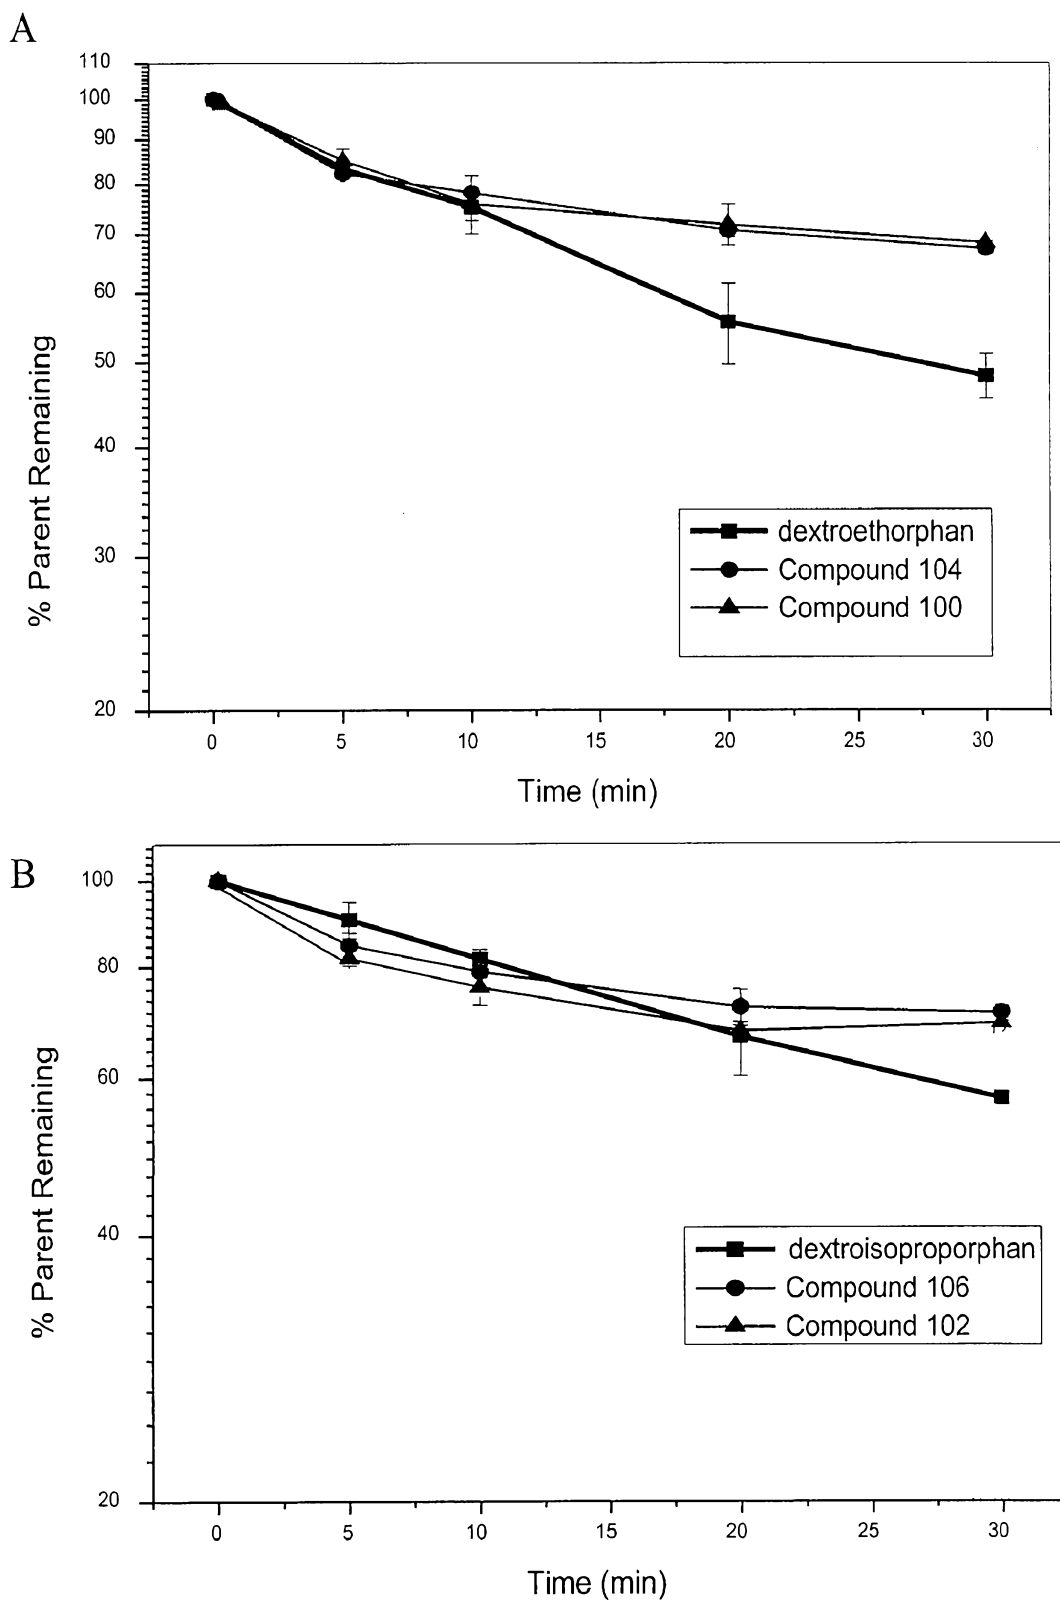 A
110
100
90
80
70
60
50
40
30
20
% Parent Remaining
dextroethorphan
Compound 104
Compound 100
0 5 10 15 20 25 30
Time (min)
B
100
80
60
40
20
% Parent Remaining
dextroisoproporphan
Compound 106
Compound 102
0 5 10 15 20 25 30
Time (min)